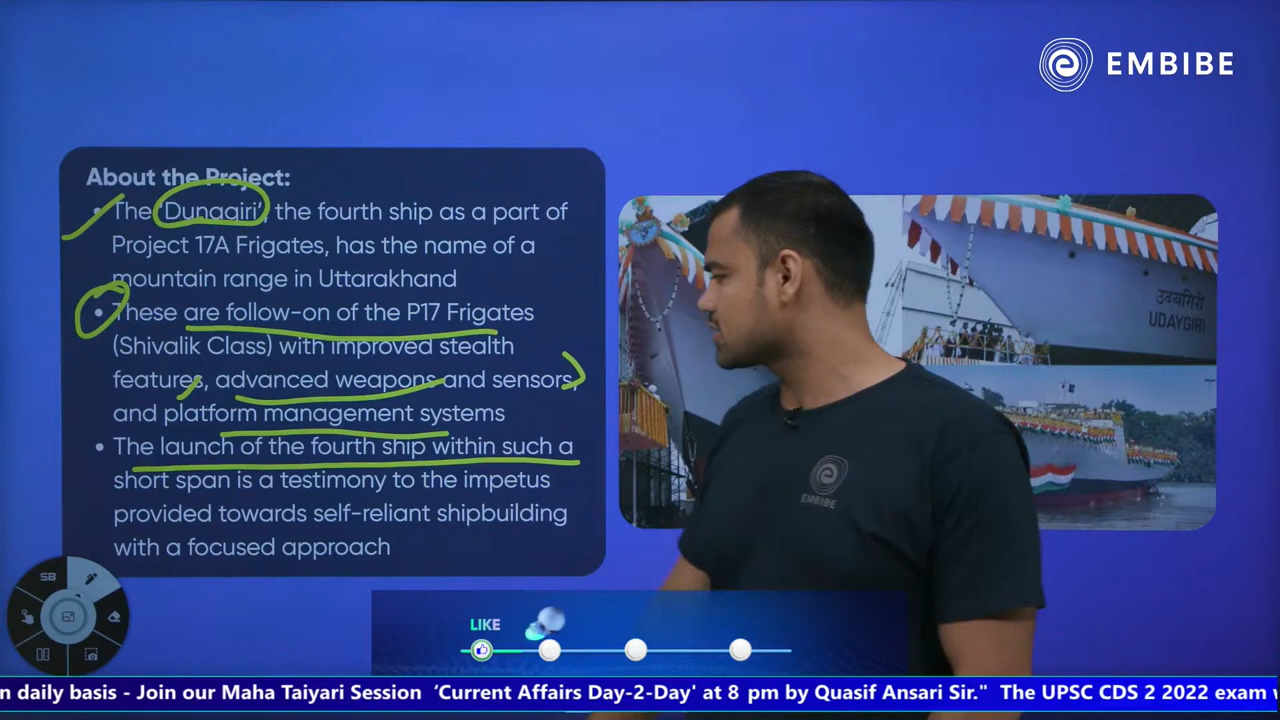 EMBIBE
About the Project:
• The 'Dunagiri', the fourth ship as a part of
Project 17A Frigates, has the name of a
mountain range in Uttarakhand
• These are follow-on of the P17 Frigates
(Shivalik Class) with improved stealth
features, advanced weapons and sensors,
and platform management systems
• The launch of the fourth ship within such a
short span is a testimony to the impetus
provided towards self-reliant shipbuilding
with a focused approach
उदयगिरी
UDAYGIRI
EMBIBE
SB
LIKE
n daily basis - Join our Maha Taiyari Session 'Current Affairs Day-2-Day' at 8 pm by Quasif Ansari Sir." The UPSC CDS 2 2022 exam